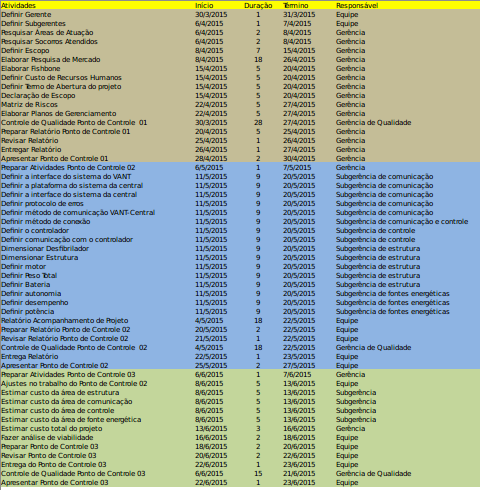 Atividades Início Duração Término Responsável
Definir Gerente 30/3/2015 1 31/3/2015 Equipe
Definir Subgerentes 6/4/2015 1 7/4/2015 Equipe
Pesquisar Áreas de Atuação 6/4/2015 2 8/4/2015 Gerência
Pesquisar Socorros Atendidos 6/4/2015 2 8/4/2015 Gerência
Definir Escopo 8/4/2015 7 15/4/2015 Gerência
Elaborar Pesquisa de Mercado 8/4/2015 18 26/4/2015 Gerência
Elaborar Fishbone 15/4/2015 5 20/4/2015 Gerência
Definir Custo de Recursos Humanos 15/4/2015 5 20/4/2015 Gerência
Definir Termo de Abertura do projeto 15/4/2015 5 20/4/2015 Gerência
Declaração de Escopo 15/4/2015 5 20/4/2015 Gerência
Matriz de Riscos 22/4/2015 5 27/4/2015 Gerência
Elaborar Planos de Gerenciamento 22/4/2015 5 27/4/2015 Gerência
Controle de Qualidade Ponto de Controle 01 30/3/2015 28 27/4/2015 Gerência de Qualidade
Preparar Relatório Ponto de Controle 01 20/4/2015 5 25/4/2015 Gerência
Revisar Relatório 25/4/2015 1 26/4/2015 Gerência
Entregar Relatório 26/4/2015 1 27/4/2015 Gerência
Apresentar Ponto de Controle 01 28/4/2015 2 30/4/2015 Gerência
Preparar Atividades Ponto de Controle 02 6/5/2015 1 7/5/2015 Gerência
Definir a interface do sistema do VANT 11/5/2015 9 20/5/2015 Subgerência de comunicação
Definir a plataforma do sistema da central 11/5/2015 9 20/5/2015 Subgerência de comunicação
Definir a interface do sistema da central 11/5/2015 9 20/5/2015 Subgerência de comunicação
Definir protocolo de erros 11/5/2015 9 20/5/2015 Subgerência de comunicação
Definir método de comunicação VANT-Central 11/5/2015 9 20/5/2015 Subgerência de comunicação
Definir método de conexão 11/5/2015 9 20/5/2015 Subgerência de comunicação e controle
Definir o controlador 11/5/2015 9 20/5/2015 Subgerência de controle
Definir comunicação com o controlador 11/5/2015 9 20/5/2015 Subgerência de controle
Dimensionar Desfibrilador 11/5/2015 9 20/5/2015 Subgerência de estrutura
Dimensionar Estrutura 11/5/2015 9 20/5/2015 Subgerência de estrutura
Definir motor 11/5/2015 9 20/5/2015 Subgerência de estrutura
Definir Peso Total 11/5/2015 9 20/5/2015 Subgerência de estrutura
Definir Bateria 11/5/2015 9 20/5/2015 Subgerência de estrutura
Definir autonomia 11/5/2015 9 20/5/2015 Subgerência de fontes energéticas
Definir desempenho 11/5/2015 9 20/5/2015 Subgerência de fontes energéticas
Definir potência 11/5/2015 9 20/5/2015 Subgerência de fontes energéticas
Relatório Acompanhamento de Projeto 4/5/2015 18 22/5/2015 Equipe
Preparar Relatório Ponto de Controle 02 20/5/2015 2 22/5/2015 Equipe
Revisar Relatório Ponto de Controle 02 21/5/2015 1 22/5/2015 Equipe
Controle de Qualidade Ponto de Controle 02 4/5/2015 18 22/5/2015 Gerência de Qualidade
Entrega Relatório 22/5/2015 1 23/5/2015 Equipe
Apresentar Ponto de Controle 02 25/5/2015 2 27/5/2015 Equipe
Preparar Atividades Ponto de Controle 03 6/6/2015 1 7/6/2015 Gerência
Ajustes no trabalho do Ponto de Controle 02 8/6/2015 5 13/6/2015 Equipe
Estimar custo da área de estrutura 8/6/2015 5 13/6/2015 Subgerência
Estimar custo da área de comunicação 8/6/2015 5 13/6/2015 Subgerência
Estimar custo da área de controle 8/6/2015 5 13/6/2015 Subgerência
Estimar custo da área de fonte energética 8/6/2015 5 13/6/2015 Subgerência
Estimar custo total do projeto 13/6/2015 3 16/6/2015 Gerência
Fazer análise de viabilidade 16/6/2015 2 18/6/2015 Equipe
Preparar Ponto de Controle 03 18/6/2015 2 20/6/2015 Equipe
Revisar Ponto de Controle 03 20/6/2015 2 22/6/2015 Equipe
Entrega do Ponto de Controle 03 22/6/2015 1 23/6/2015 Equipe
Controle de Qualidade Ponto de Controle 03 6/6/2015 15 21/6/2015 Gerência de Qualidade
Apresentar Ponto de Controle 03 22/6/2015 1 23/6/2015 Equipe